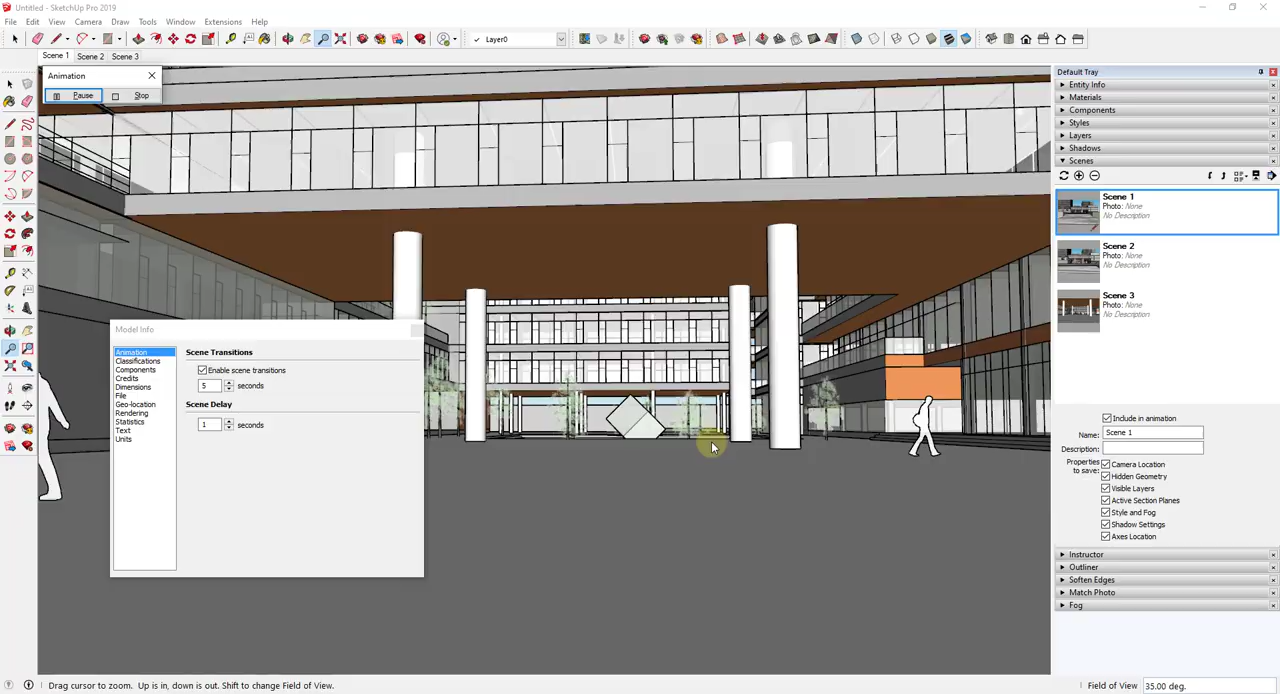 Untitled - SketchUp Pro 2019
File Edit View Camera Draw Tools Window Extensions Help
Layer0
Scene 1 Scene 2 Scene 3
Animation
Pause Stop
Model Info
Animation
Classifications
Components
Credits
Dimensions
File
Geo-location
Rendering
Statistics
Text
Units
Scene Transitions
Enable scene transitions
5 seconds
Scene Delay
1 seconds
Default Tray
Entity Info
Materials
Components
Styles
Layers
Shadows
Scenes
Scene 1
Photo: None
No Description
Scene 2
Photo: None
No Description
Scene 3
Photo: None
No Description
Include in animation
Name: Scene 1
Description:
Properties to save:
Camera Location
Hidden Geometry
Visible Layers
Active Section Planes
Style and Fog
Shadow Settings
Axes Location
Instructor
Outliner
Soften Edges
Match Photo
Fog
Drag cursor to zoom. Up is in, down is out. Shift to change Field of View.
Field of View 35.00 deg.